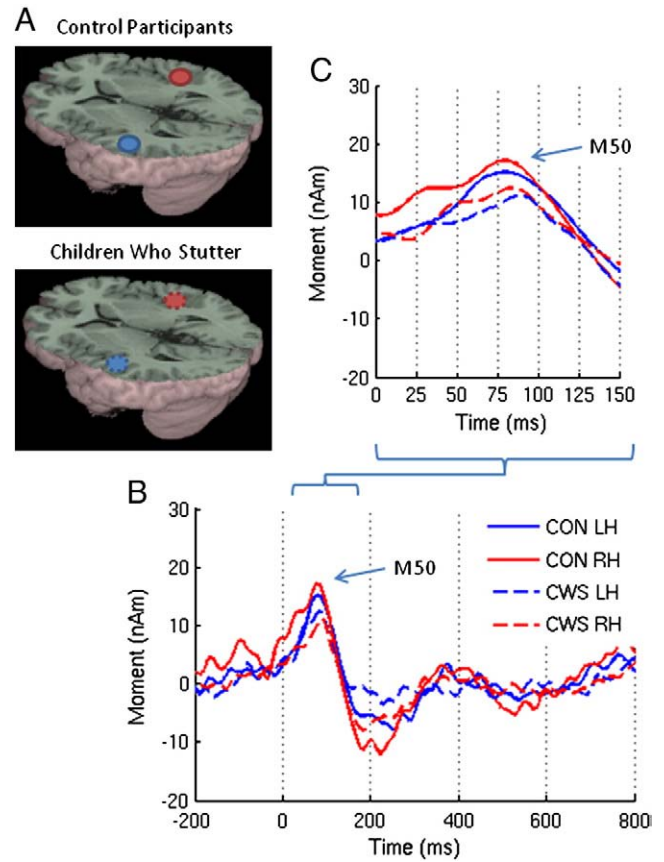 A
Control Participants
Children Who Stutter
C
30
20
10
0
-10
-20
Moment (nAm)
M50
0 25 50 75 100 125 150
Time (ms)
B
30
20
10
0
-10
-20
Moment (nAm)
M50
CON LH
CON RH
CWS LH
CWS RH
-200 0 200 400 600 800
Time (ms)